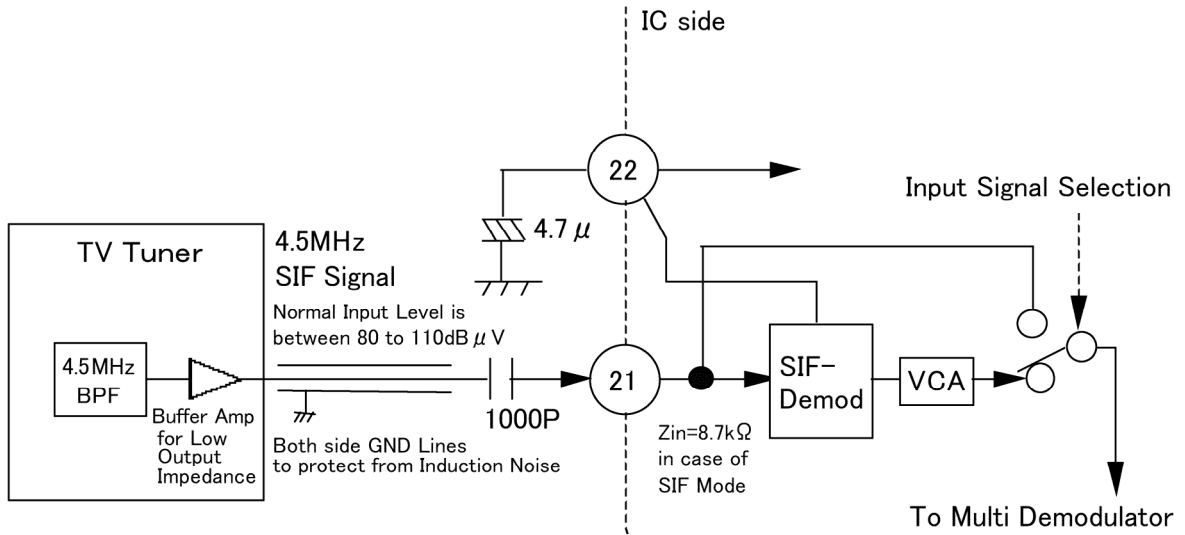 IC side
22
Input Signal Selection
4.7 μ
TV Tuner
4.5MHz
SIF Signal
Normal Input Level is
between 80 to 110dB μ V
4.5MHz
BPF
Buffer Amp
for Low
Output
Impedance
1000P
Both side GND Lines
to protect from Induction Noise
21
Zin=8.7kΩ
in case of
SIF Mode
SIF-
Demod
VCA
To Multi Demodulator